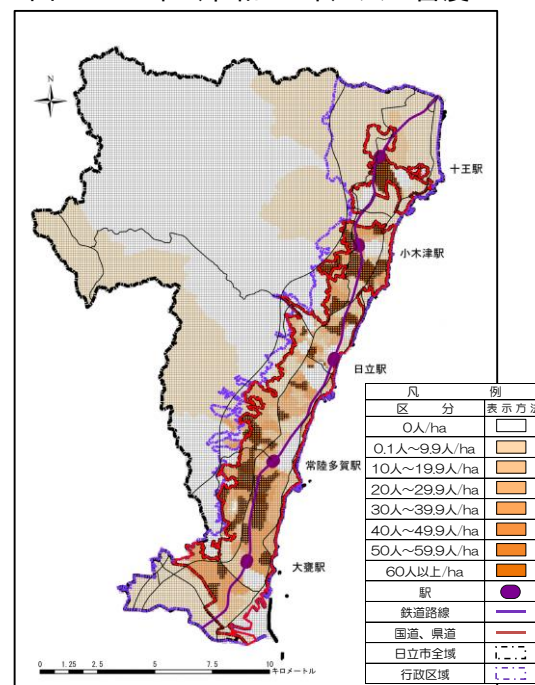 N
十王駅
小木津駅
日立駅
常陸多賀駅
大甕駅
凡 例
区 分 表示方法
0人/ha
0.1人～9.9人/ha
10人～19.9人/ha
20人～29.9人/ha
30人～39.9人/ha
40人～49.9人/ha
50人～59.9人/ha
60人以上/ha
駅
鉄道路線
国道、県道
日立市全域
行政区域
0 1.25 2.5 5 7.5 10
キロメートル